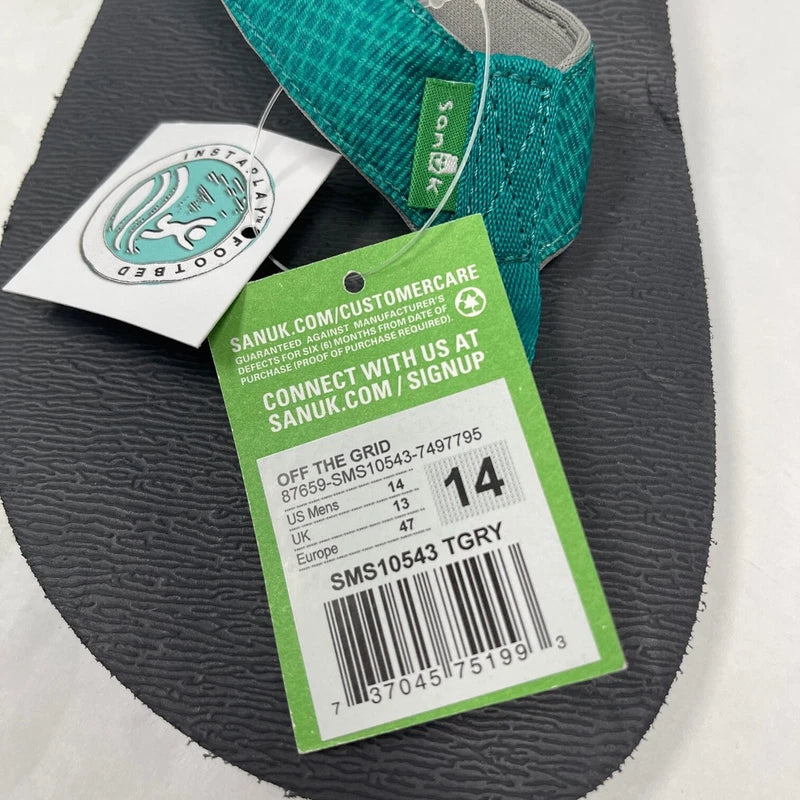 Sanuk
INSTAPLAY™ FOOTBED
SANUK.COM/CUSTOMERCARE
GUARANTEED AGAINST MANUFACTURER'S
DEFECTS FOR SIX (6) MONTHS FROM DATE OF
PURCHASE (PROOF OF PURCHASE REQUIRED).
CONNECT WITH US AT
SANUK.COM / SIGNUP
OFF THE GRID
87659-SMS10543-7497795
US Mens 14
UK 13
Europe 47
14
SMS10543 TGRY
7 37045 75199 3